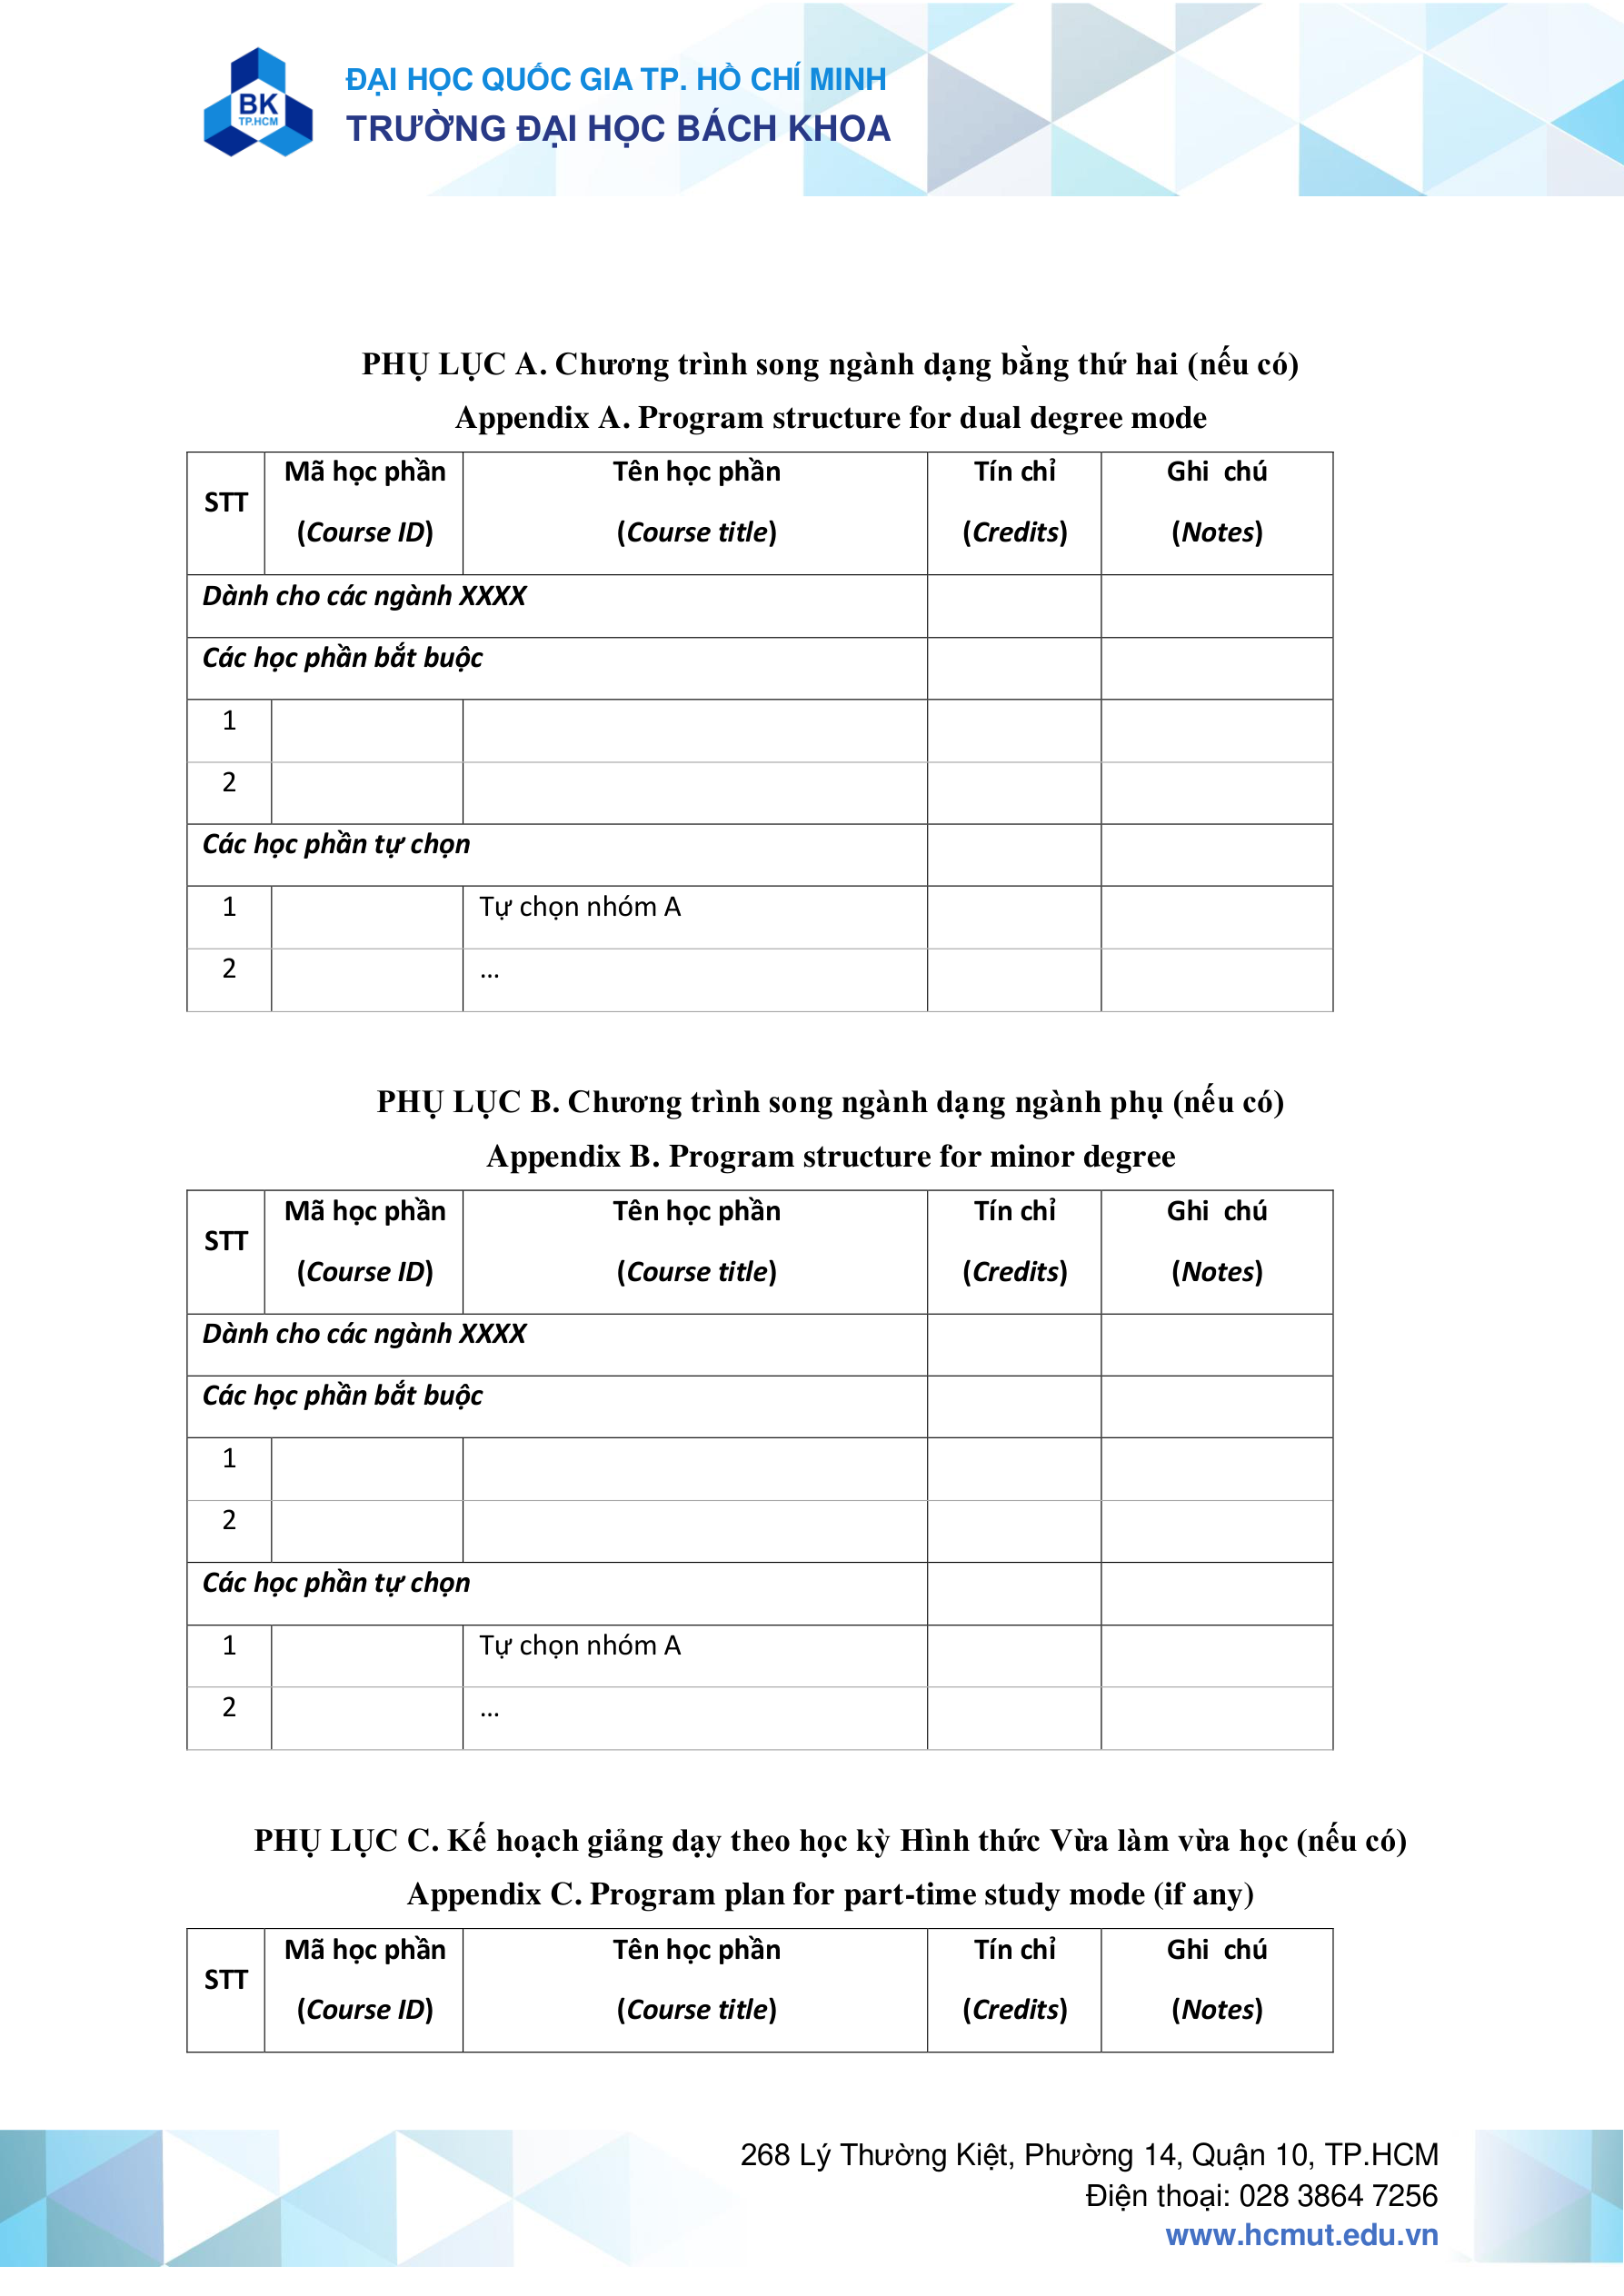 BK
TP.HCM
ĐẠI HỌC QUỐC GIA TP. HỒ CHÍ MINH
TRƯỜNG ĐẠI HỌC BÁCH KHOA
PHỤ LỤC A. Chương trình song ngành dạng bằng thứ hai (nếu có)
Appendix A. Program structure for dual degree mode
STT Mã học phần (Course ID) Tên học phần (Course title) Tín chỉ (Credits) Ghi chú (Notes)
Dành cho các ngành XXXX
Các học phần bắt buộc
1
2
Các học phần tự chọn
1 Tự chọn nhóm A
2 ...
PHỤ LỤC B. Chương trình song ngành dạng ngành phụ (nếu có)
Appendix B. Program structure for minor degree
STT Mã học phần (Course ID) Tên học phần (Course title) Tín chỉ (Credits) Ghi chú (Notes)
Dành cho các ngành XXXX
Các học phần bắt buộc
1
2
Các học phần tự chọn
1 Tự chọn nhóm A
2 ...
PHỤ LỤC C. Kế hoạch giảng dạy theo học kỳ Hình thức Vừa làm vừa học (nếu có)
Appendix C. Program plan for part-time study mode (if any)
STT Mã học phần (Course ID) Tên học phần (Course title) Tín chỉ (Credits) Ghi chú (Notes)
268 Lý Thường Kiệt, Phường 14, Quận 10, TP.HCM
Điện thoại: 028 3864 7256
www.hcmut.edu.vn